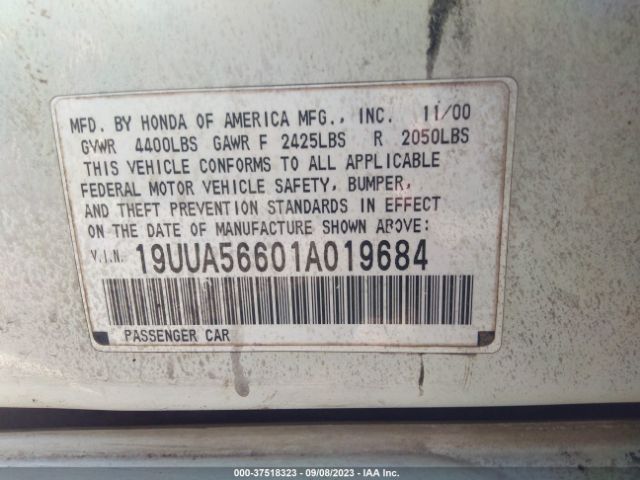 MFD. BY HONDA OF AMERICA MFG., INC. 11/00
GVWR 4400LBS GAWR F 2425LBS R 2050LBS
THIS VEHICLE CONFORMS TO ALL APPLICABLE
FEDERAL MOTOR VEHICLE SAFETY, BUMPER,
AND THEFT PREVENTION STANDARDS IN EFFECT
ON THE DATE OF MANUFACTURE SHOWN ABOVE:
V.I.N. 19UUA56601A019684
PASSENGER CAR
000-37518323 | 09/08/2023 | IAA Inc.